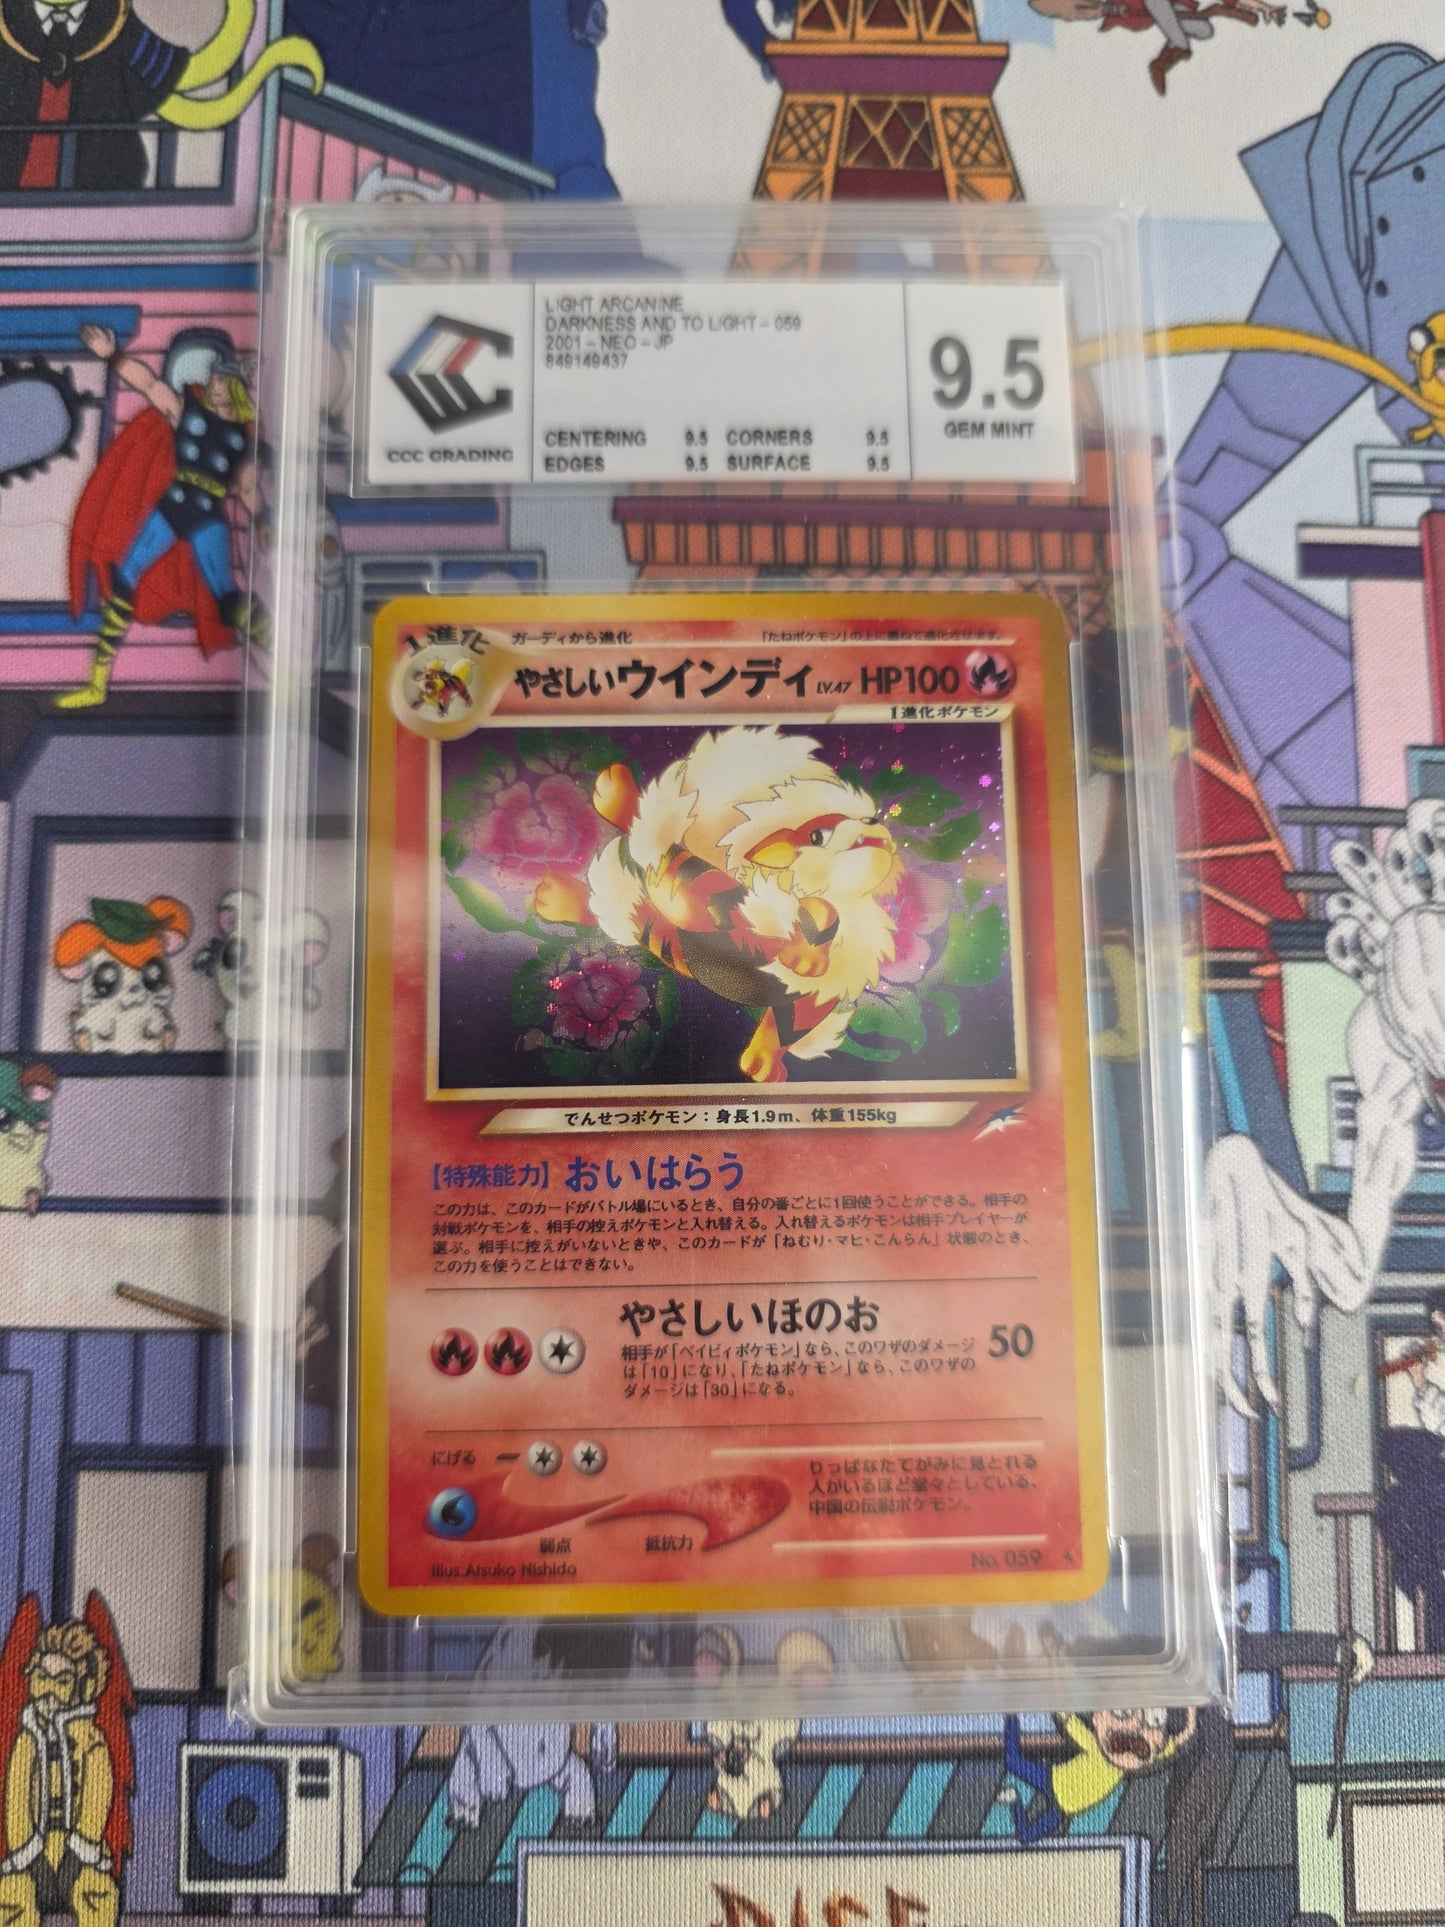 LIGHT ARCANINE
DARKNESS AND TO LIGHT - 059
2001 - NEO - JP
849149437
CENTERING 9.5 CORNERS 9.5
EDGES 9.5 SURFACE 9.5
CCC GRADING
9.5
GEM MINT
1進化
ガーディから進化
「たねポケモン」の上に重ねて進化させます。
やさしいウインディ LV.47 HP100
1進化ポケモン
でんせつポケモン:身長1.9m、体重155kg
【特殊能力】おいはらう
この力は、このカードがバトル場にいるとき、自分の番ごとに1回使うことができる。相手の
対戦ポケモンを、相手の控えポケモンと入れ替える。入れ替えるポケモンは相手プレイヤーが
選ぶ。相手に控えがいないときや、このカードが「ねむり・マヒ・こんらん」状態のとき、
この力を使うことはできない。
やさしいほのお
50
相手が「ベイビィポケモン」なら、このワザのダメージ
は「10」になり、「たねポケモン」なら、このワザの
ダメージは「30」になる。
にげる
りっぱなたてがみに見とれる
人がいるほど堂々としている、
中国の伝説ポケモン。
弱点
抵抗力
Illus. Atsuko Nishida
No. 059